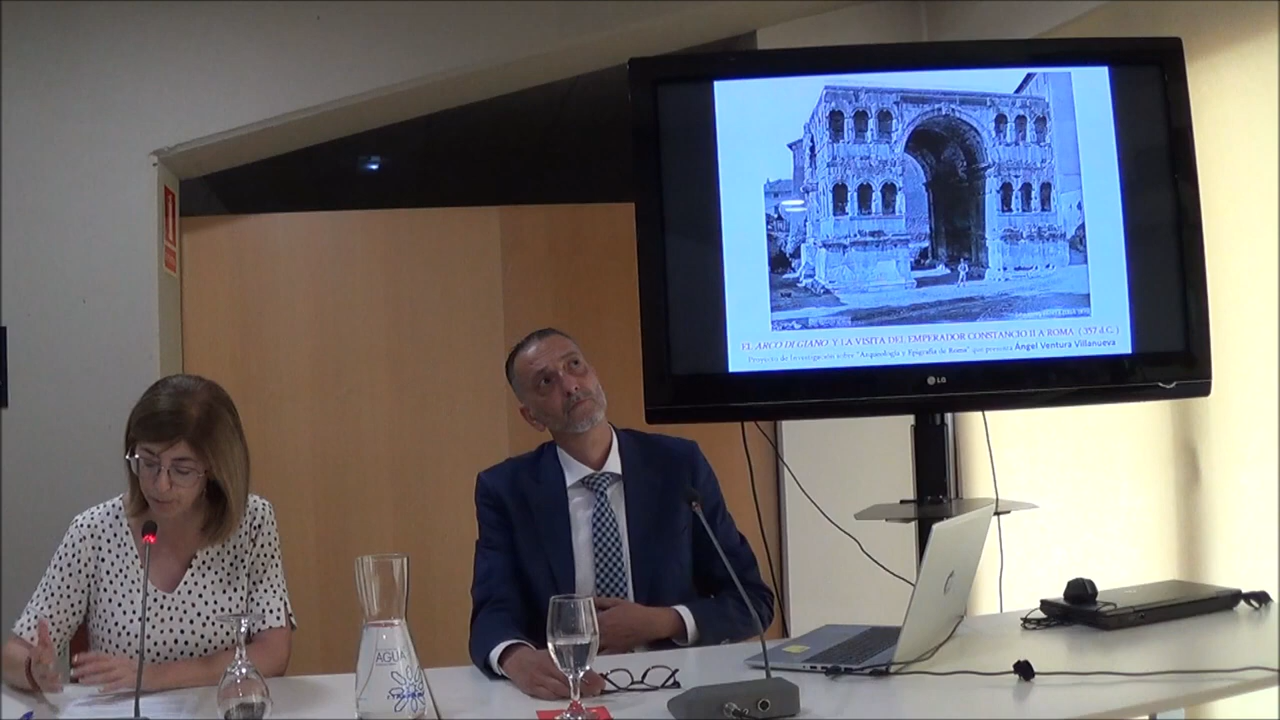 EL ARCO DI GIANO Y LA VISITA DEL EMPERADOR CONSTANCIO II A ROMA (357 d.C.)
Proyecto de Investigación sobre "Arqueología y Epigrafía de Roma" que presenta Ángel Ventura Villanueva
LG
AGUA